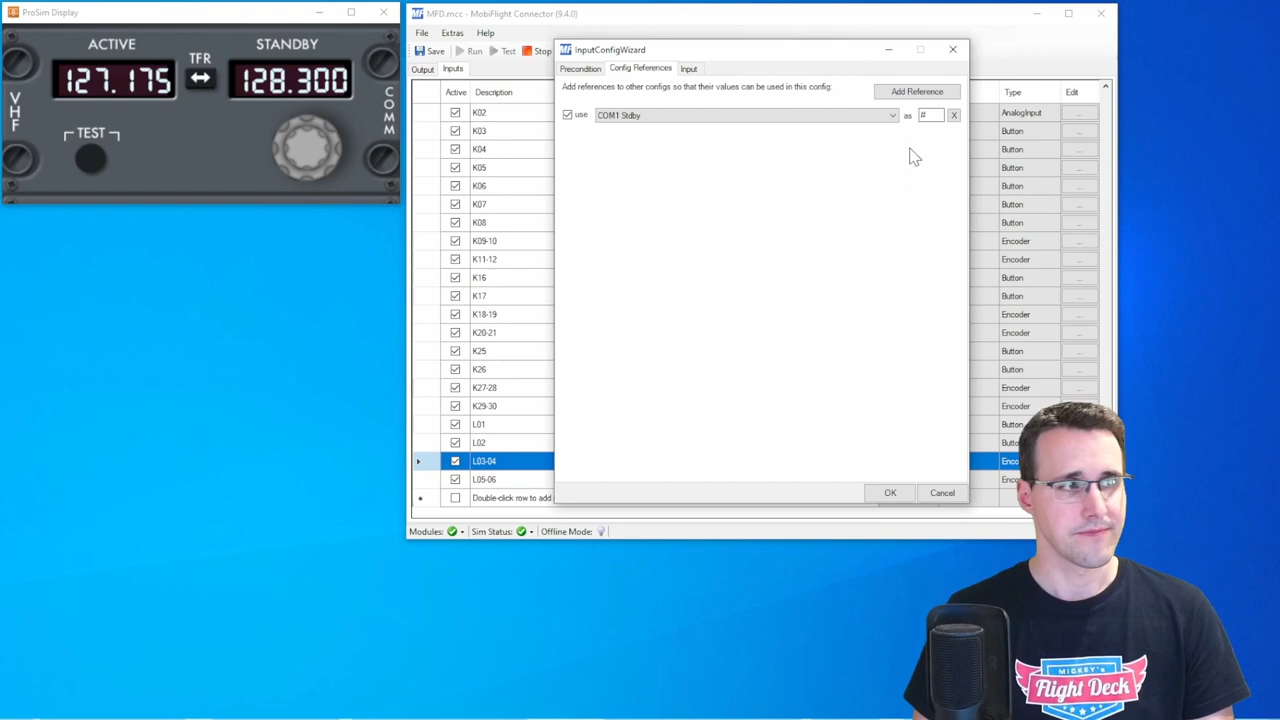 ProSim Display
ACTIVE
TFR
STANDBY
127.175
128.300
VHF
COMM
TEST
MFD.mcc - MobiFlight Connector (9.4.0)
File Extras Help
Save Run Test Stop
Output Inputs
Active Description
Type Edit
K02 AnalogInput ...
K03 Button ...
K04 Button ...
K05 Button ...
K06 Button ...
K07 Button ...
K08 Button ...
K09-10 Encoder ...
K11-12 Encoder ...
K16 Button ...
K17 Button ...
K18-19 Encoder ...
K20-21 Encoder ...
K25 Button ...
K26 Button ...
K27-28 Encoder ...
K29-30 Encoder ...
L01 Button
L02 Button
L03-04 Enco
L05-06 Enco
Double-click row to add
Modules: Sim Status: Offline Mode:
MF InputConfigWizard
Precondition Config References Input
Add references to other configs so that their values can be used in this config:
Add Reference
use COM1 Stdby as # X
OK Cancel
MICKEY's
Flight Deck